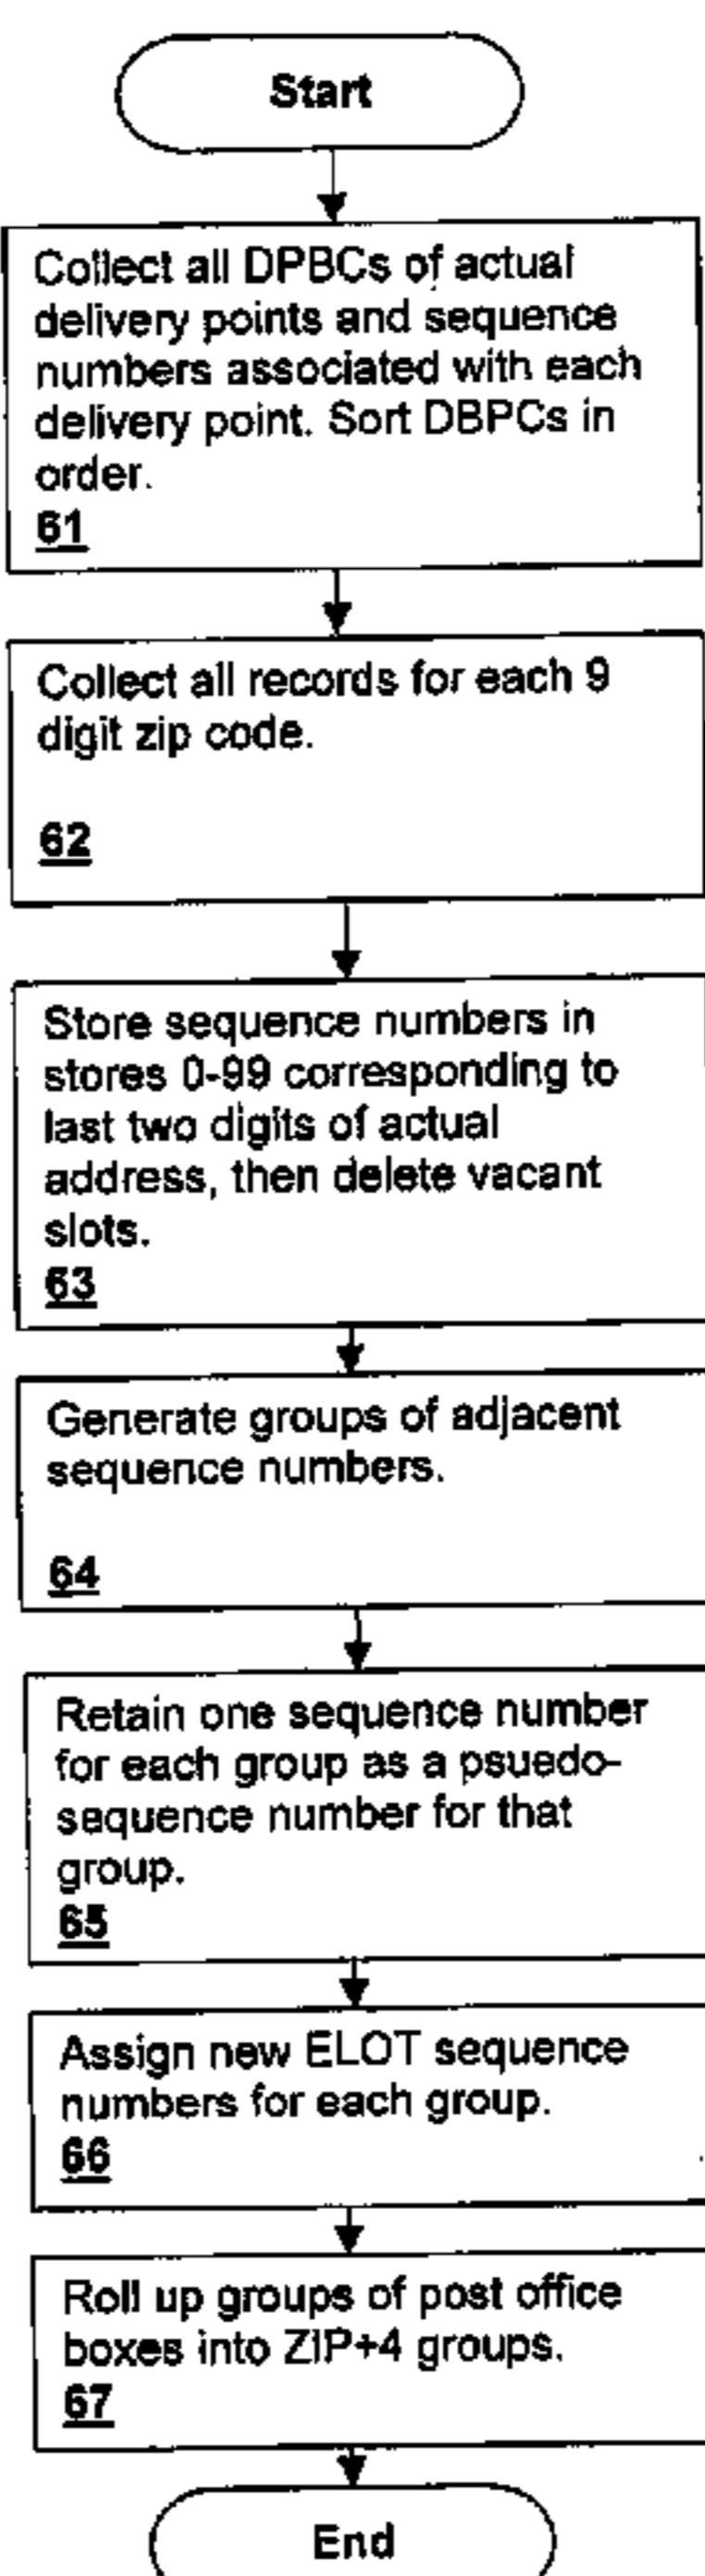 Start
Collect all DPBCs of actual
delivery points and sequence
numbers associated with each
delivery point. Sort DBPCs in
order.
61
Collect all records for each 9
digit zip code.
62
Store sequence numbers in
stores 0-99 corresponding to
last two digits of actual
address, then delete vacant
slots.
63
Generate groups of adjacent
sequence numbers.
64
Retain one sequence number
for each group as a psuedo-
sequence number for that
group.
65
Assign new ELOT sequence
numbers for each group.
66
Roll up groups of post office
boxes into ZIP+4 groups.
67
End